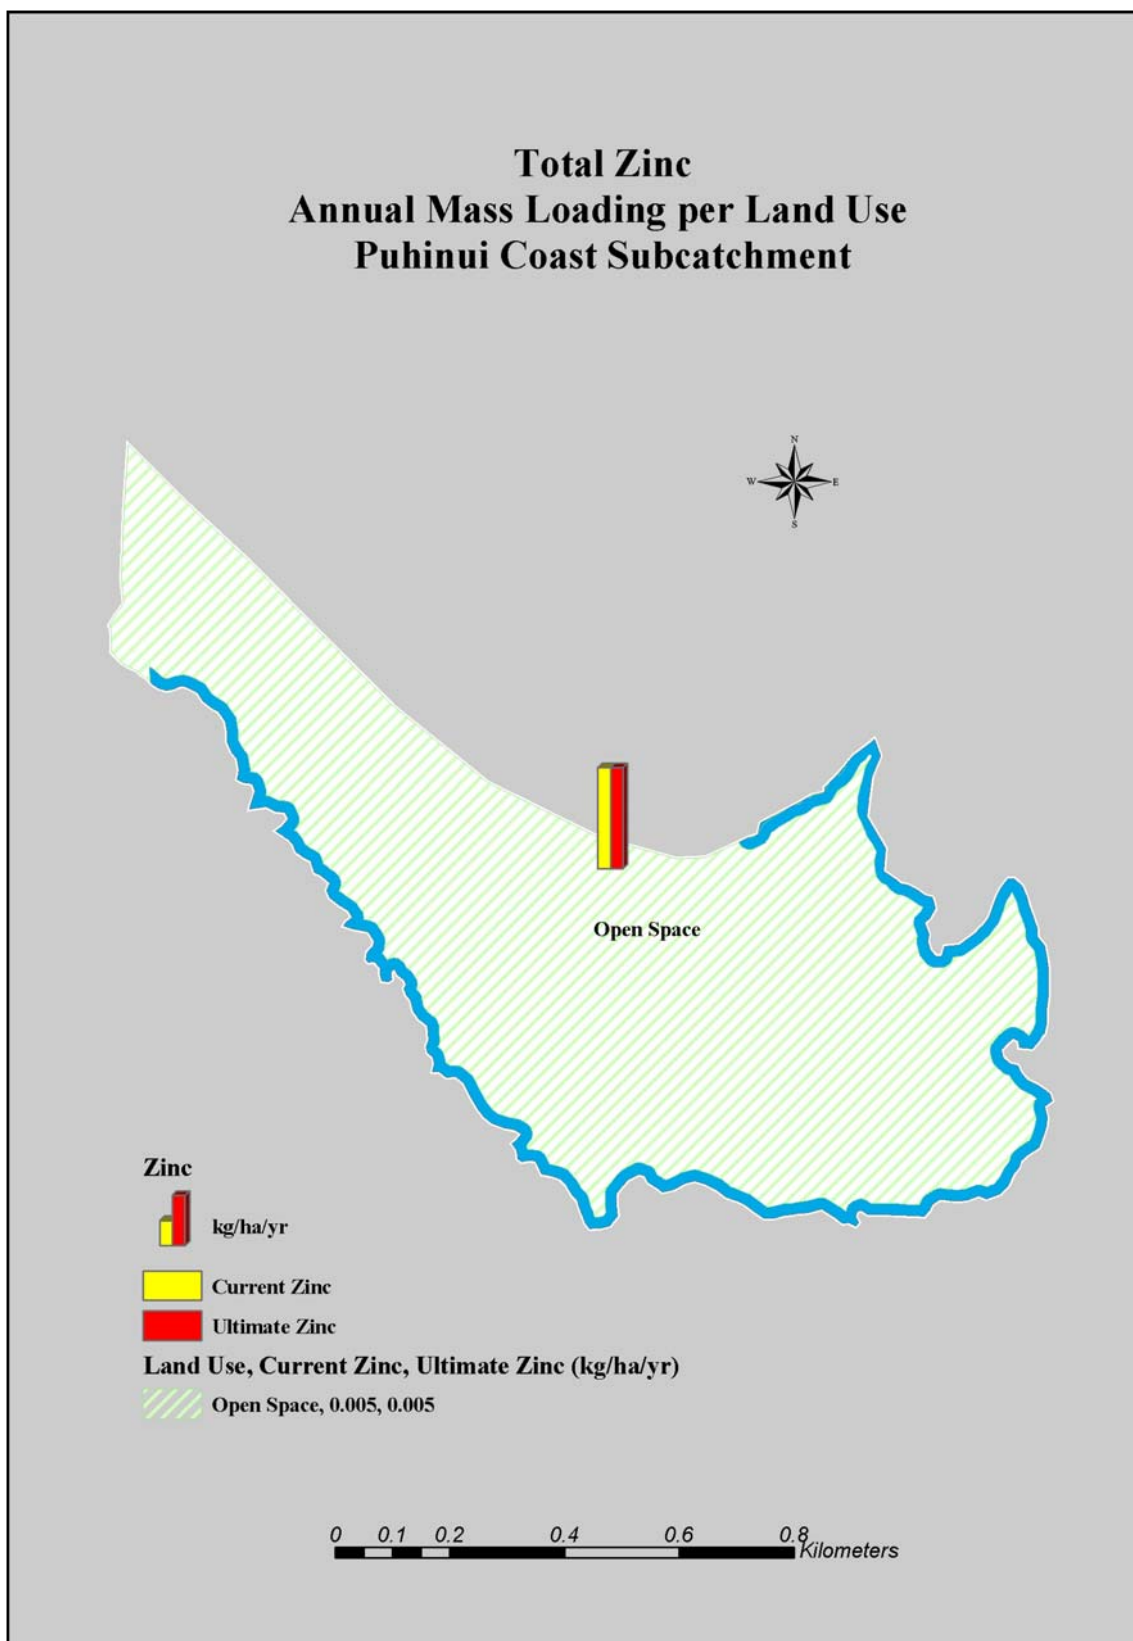 Total Zinc
Annual Mass Loading per Land Use
Puhinui Coast Subcatchment
N
W E
S
Open Space
Zinc
kg/ha/yr
Current Zinc
Ultimate Zinc
Land Use, Current Zinc, Ultimate Zinc (kg/ha/yr)
Open Space, 0.005, 0.005
0 0.1 0.2 0.4 0.6 0.8
Kilometers